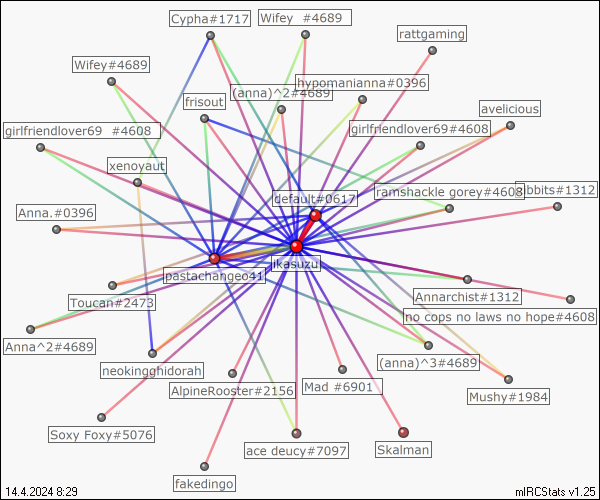 Cypha#1717
Wifey  #4689
rattgaming
Wifey#4689
hypomanianna#0396
(anna)^2#4689
frisout
avelicious
girlfriendlover69  #4608
girlfriendlover69#4608
xenoyaut
ramshackle gorey#4608
ibbits#1312
default#0617
Anna.#0396
ikasuzu
pastachangeo41
Annarchist#1312
Toucan#2473
no cops no laws no hope#4608
Anna^2#4689
neokingghidorah
(anna)^3#4689
AlpineRooster#2156
Mad #6901
Mushy#1984
Soxy Foxy#5076
ace deucy#7097
Skalman
fakedingo
14.4.2024 8:29
mIRCStats v1.25